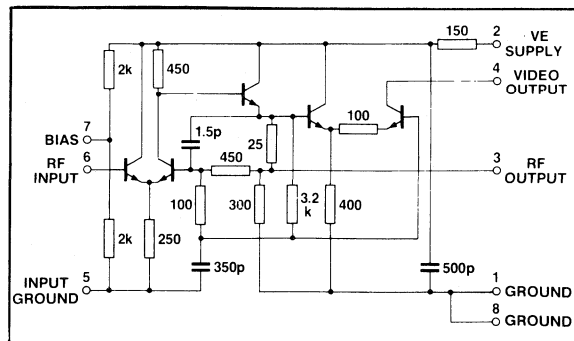 150
2
VE
SUPPLY
4
VIDEO
OUTPUT
2k
450
100
7
BIAS
1.5p
25
6
RF
INPUT
450
3
RF
OUTPUT
100
300
3.2
k
400
2k
250
350p
500p
5
INPUT
GROUND
1
GROUND
8
GROUND